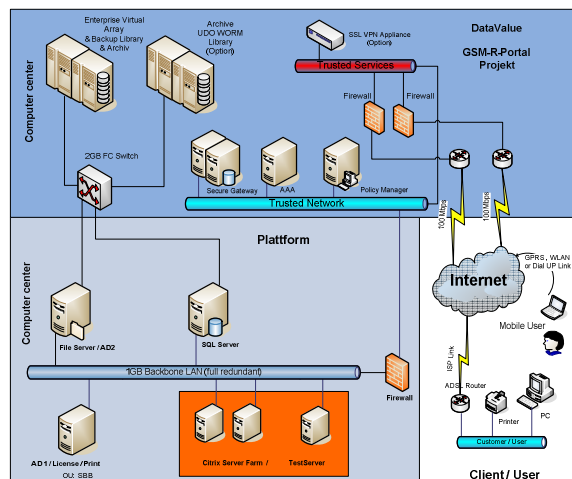 Enterprise Virtual
Array
& Backup Library
& Archiv
Archive
UDO WORM
Library
(Option)
SSL VPN Appliance
(Option)
DataValue
GSM-R-Portal
Projekt
Trusted Services
Firewall
Firewall
Computer center
2GB FC Switch
Secure Gateway
AAA
Policy Manager
Trusted Network
100 Mbps
100 Mbps
Plattform
GPRS, WLAN
or Dial UP Link
Internet
Mobile User
Computer center
File Server / AD2
SQL Server
ISP Link
1GB Backbone LAN (full redundant)
Firewall
ADSL Router
Printer
PC
AD1 / License / Print
OU: SBB
Citrix Server Farm /
TestServer
Customer / User
Client / User